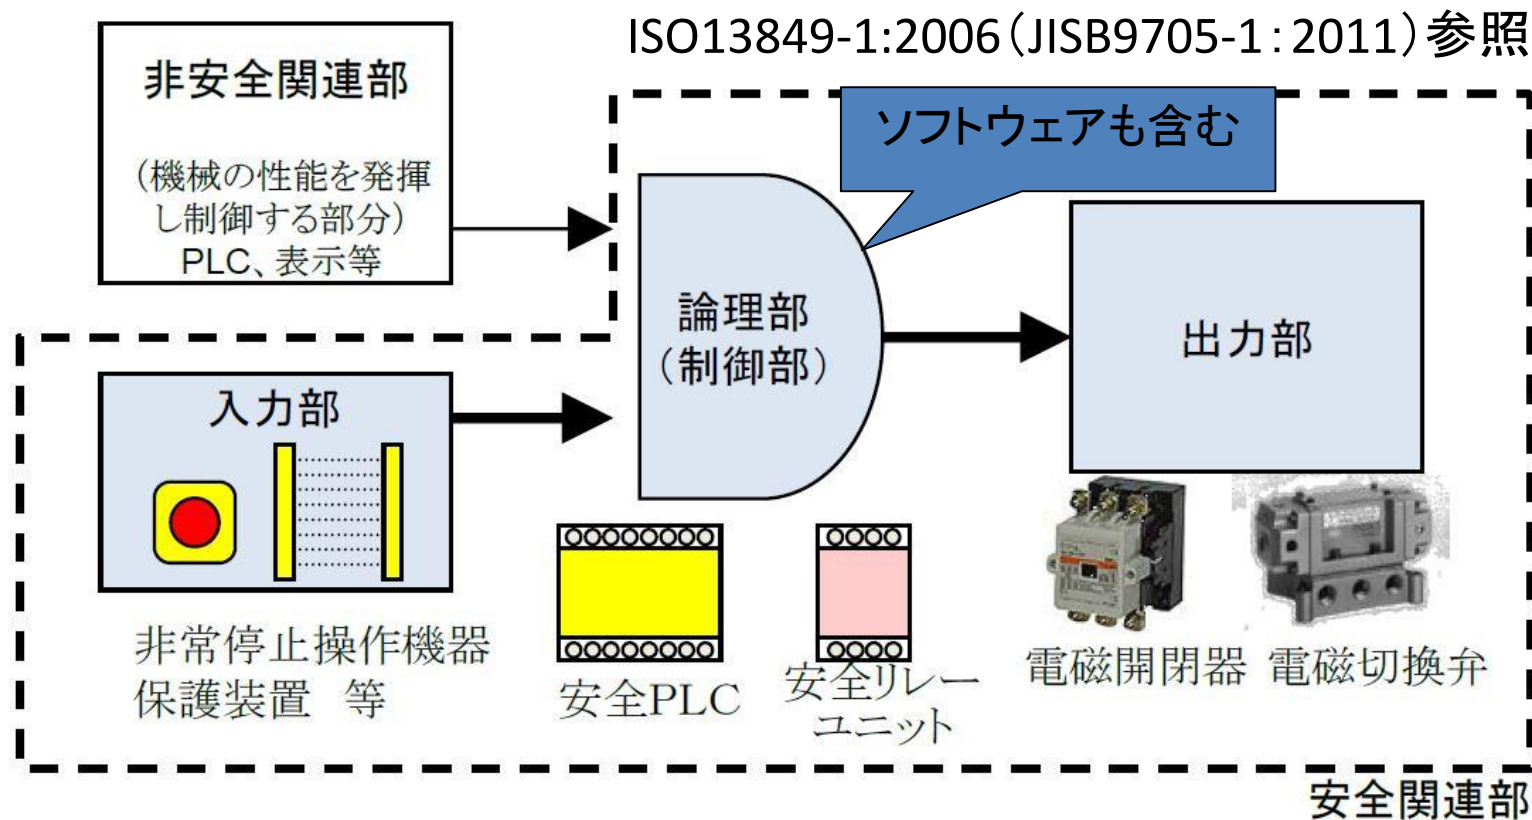 ISO13849-1:2006（JISB9705-1：2011）参照
非安全関連部
（機械の性能を発揮
し制御する部分）
PLC、表示等
ソフトウェアも含む
論理部
（制御部）
出力部
入力部
非常停止操作機器
保護装置　等
安全PLC
安全リレー
ユニット
電磁開閉器
電磁切換弁
安全関連部